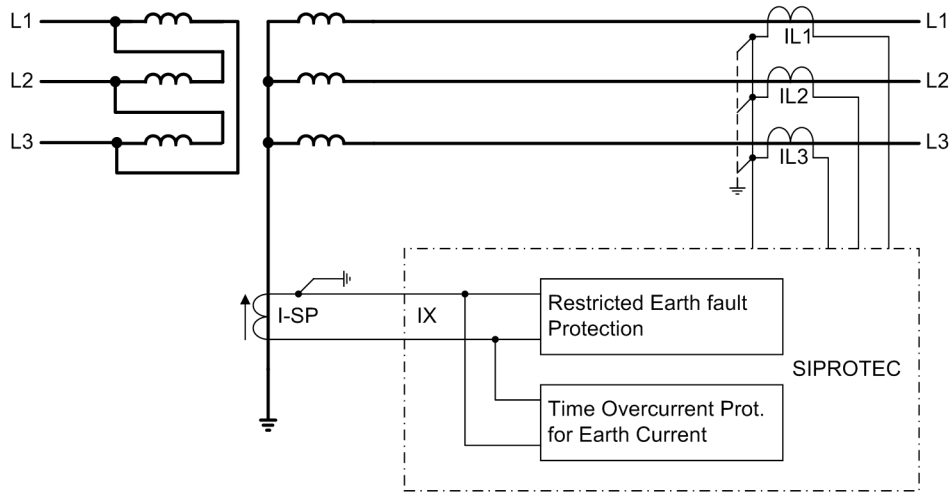 L1
L1
IL1
L2
L2
IL2
L3
L3
IL3
I-SP
IX
Restricted Earth fault
Protection
SIPROTEC
Time Overcurrent Prot.
for Earth Current